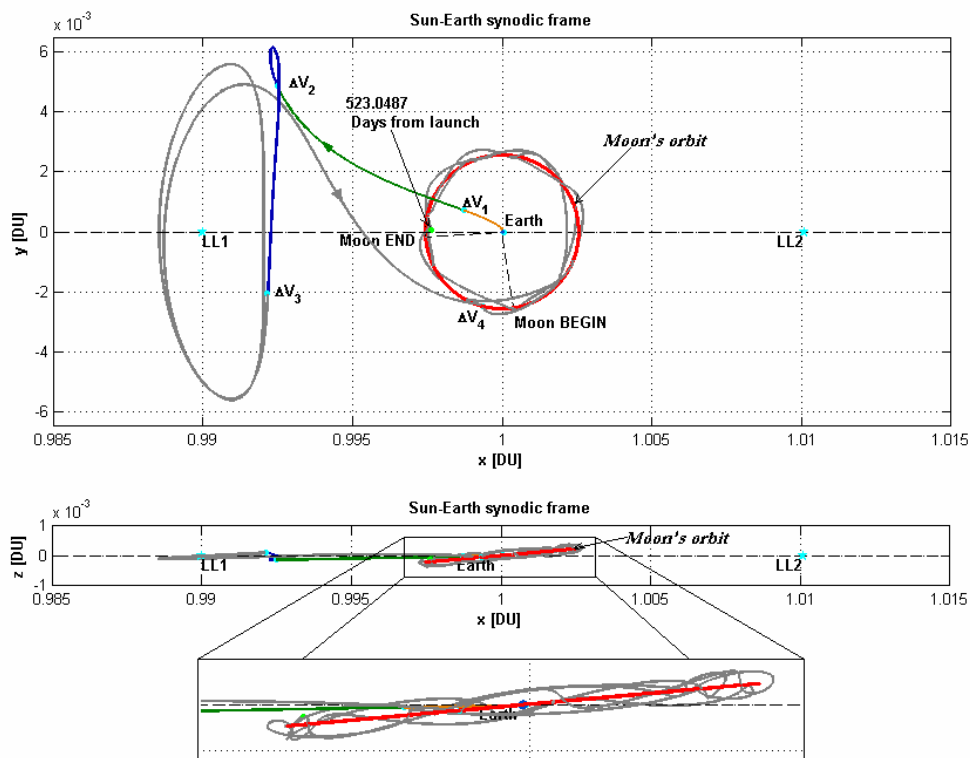 Sun-Earth synodic frame
x 10⁻³
6
4
2
0
-2
-4
-6
y [DU]
ΔV₂
523.0487
Days from launch
Moon's orbit
ΔV₁
Earth
LL1
Moon END
LL2
ΔV₃
ΔV₄
Moon BEGIN
0.985 0.99 0.995 1 1.005 1.01 1.015
x [DU]
Sun-Earth synodic frame
x 10⁻³
1
0
-1
z [DU]
Moon's orbit
LL1
Earth
LL2
0.985 0.99 0.995 1 1.005 1.01 1.015
x [DU]
Earth